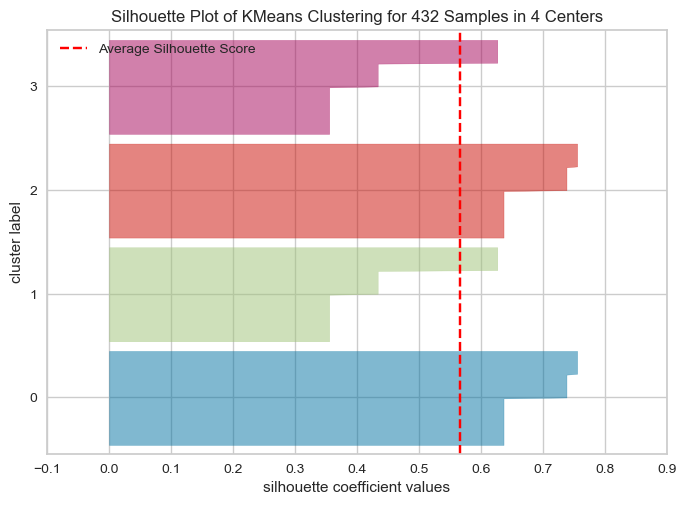 Silhouette Plot of KMeans Clustering for 432 Samples in 4 Centers
Average Silhouette Score
cluster label
3
2
1
0
−0.1 0.0 0.1 0.2 0.3 0.4 0.5 0.6 0.7 0.8 0.9
silhouette coefficient values